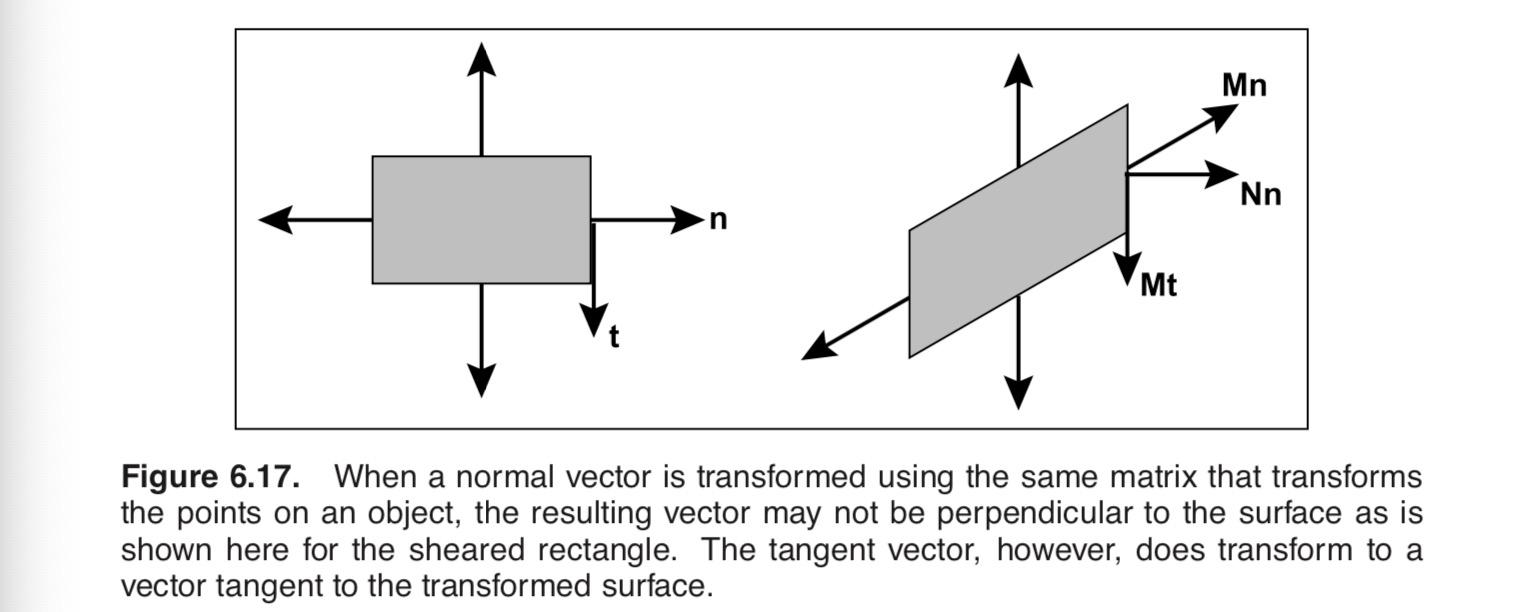 Mn
Nn
n
Mt
t
Figure 6.17. When a normal vector is transformed using the same matrix that transforms
the points on an object, the resulting vector may not be perpendicular to the surface as is
shown here for the sheared rectangle. The tangent vector, however, does transform to a
vector tangent to the transformed surface.